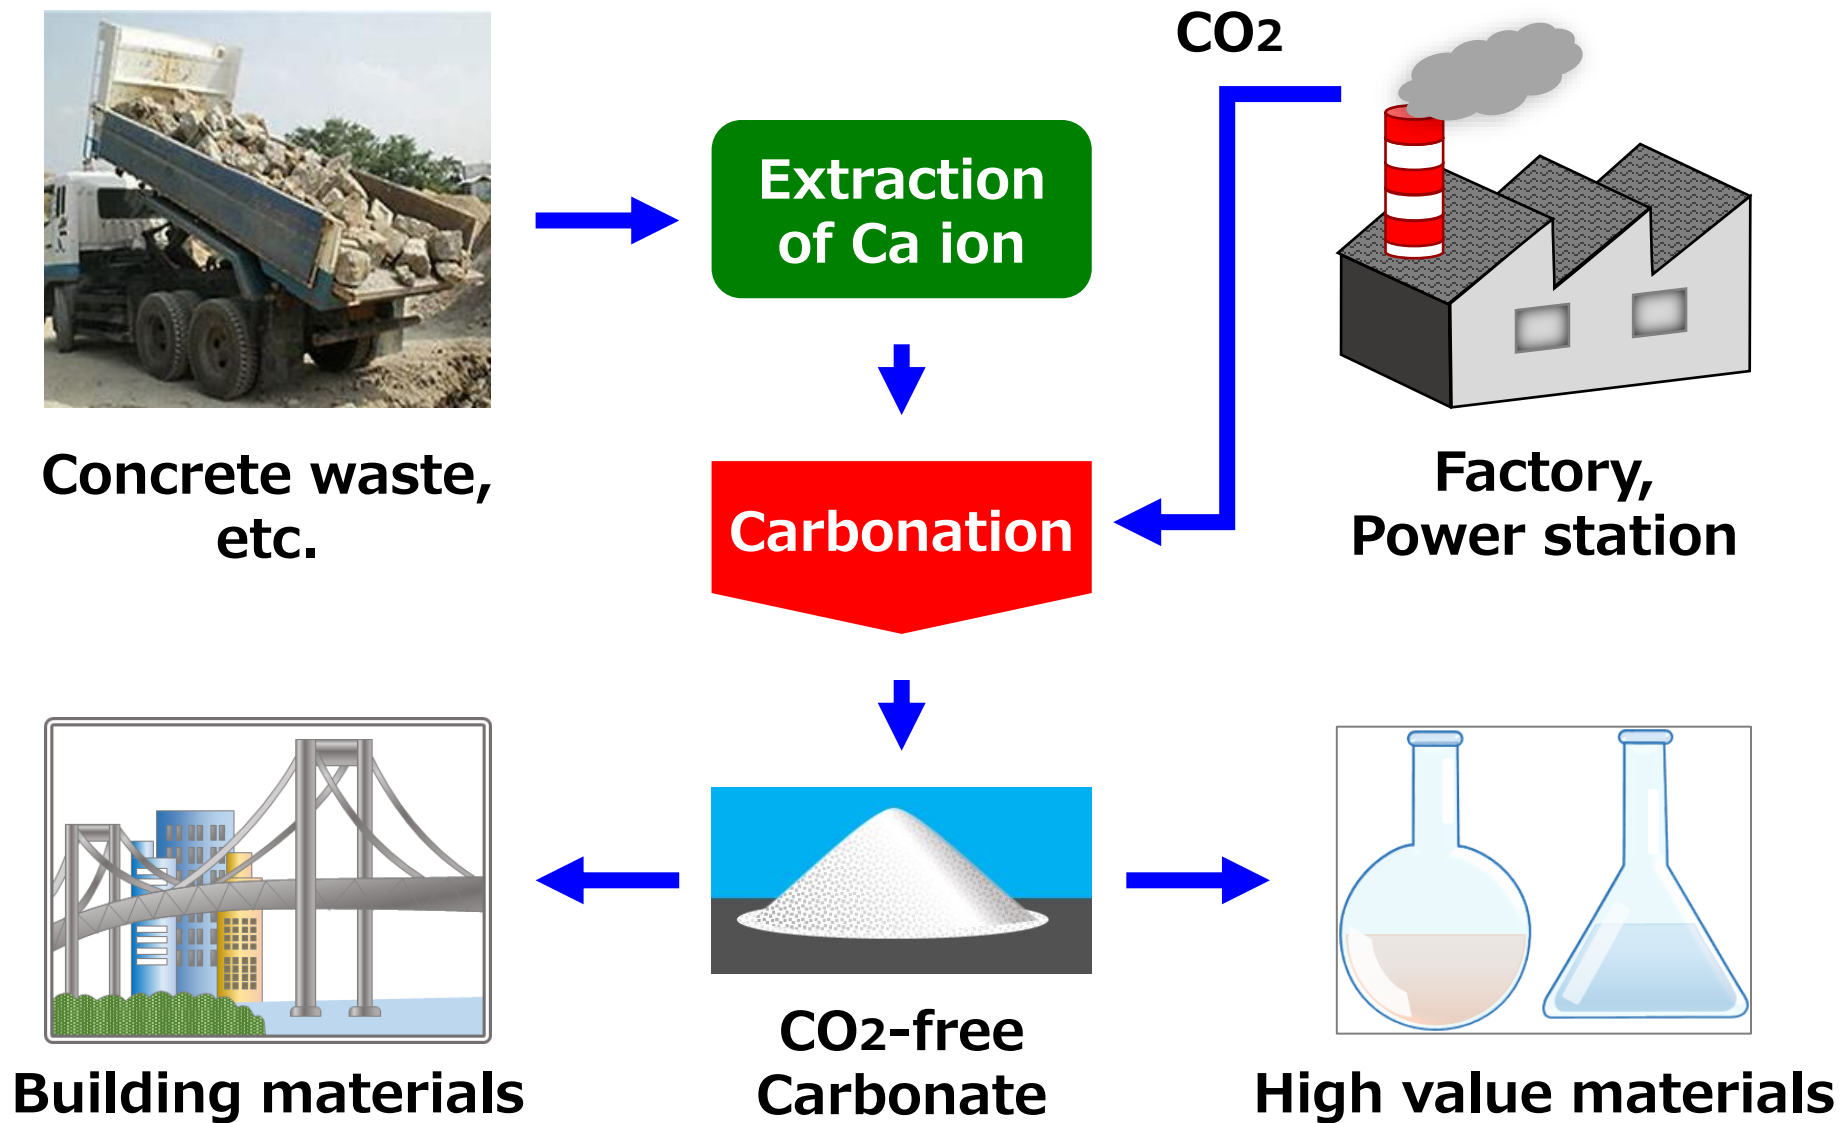 CO2
Extraction
of Ca ion
Concrete waste,
etc.
Carbonation
Factory,
Power station
Building materials
CO2-free
Carbonate
High value materials